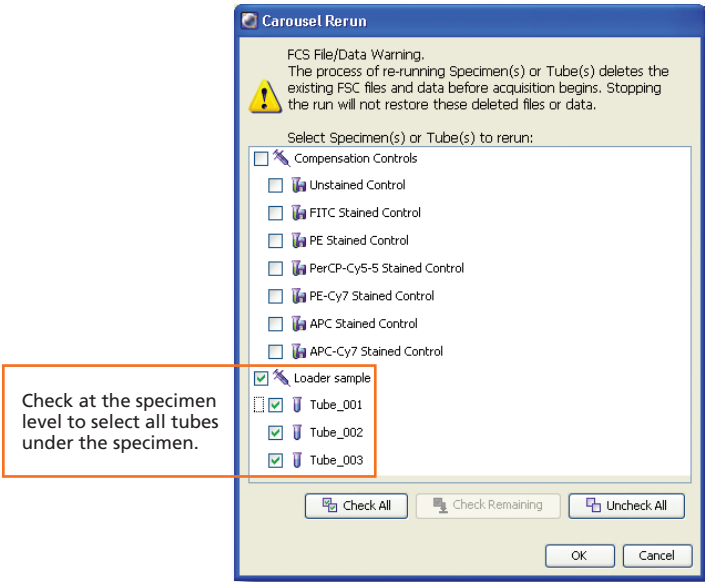 Carousel Rerun
FCS File/Data Warning.
The process of re-running Specimen(s) or Tube(s) deletes the
existing FSC files and data before acquisition begins. Stopping
the run will not restore these deleted files or data.
Select Specimen(s) or Tube(s) to rerun:
Compensation Controls
Unstained Control
FITC Stained Control
PE Stained Control
PerCP-Cy5-5 Stained Control
PE-Cy7 Stained Control
APC Stained Control
APC-Cy7 Stained Control
Loader sample
Tube_001
Tube_002
Tube_003
Check at the specimen
level to select all tubes
under the specimen.
Check All
Check Remaining
Uncheck All
OK
Cancel